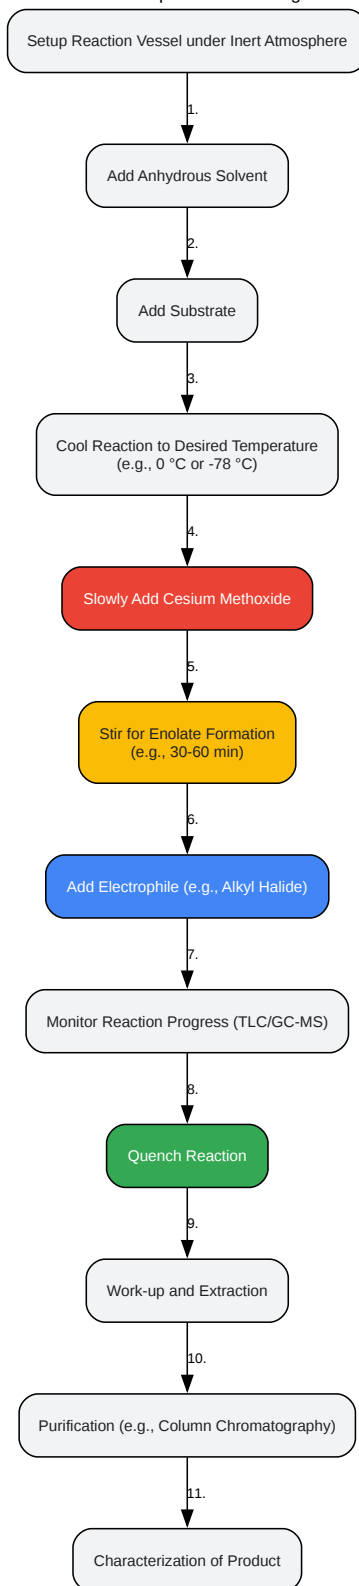 Setup Reaction Vessel under Inert Atmosphere
1.
Add Anhydrous Solvent
2.
Add Substrate
3.
Cool Reaction to Desired Temperature
(e.g., 0 °C or -78 °C)
4.
Slowly Add Cesium Methoxide
5.
Stir for Enolate Formation
(e.g., 30-60 min)
6.
Add Electrophile (e.g., Alkyl Halide)
7.
Monitor Reaction Progress (TLC/GC-MS)
8.
Quench Reaction
9.
Work-up and Extraction
10.
Purification (e.g., Column Chromatography)
11.
Characterization of Product